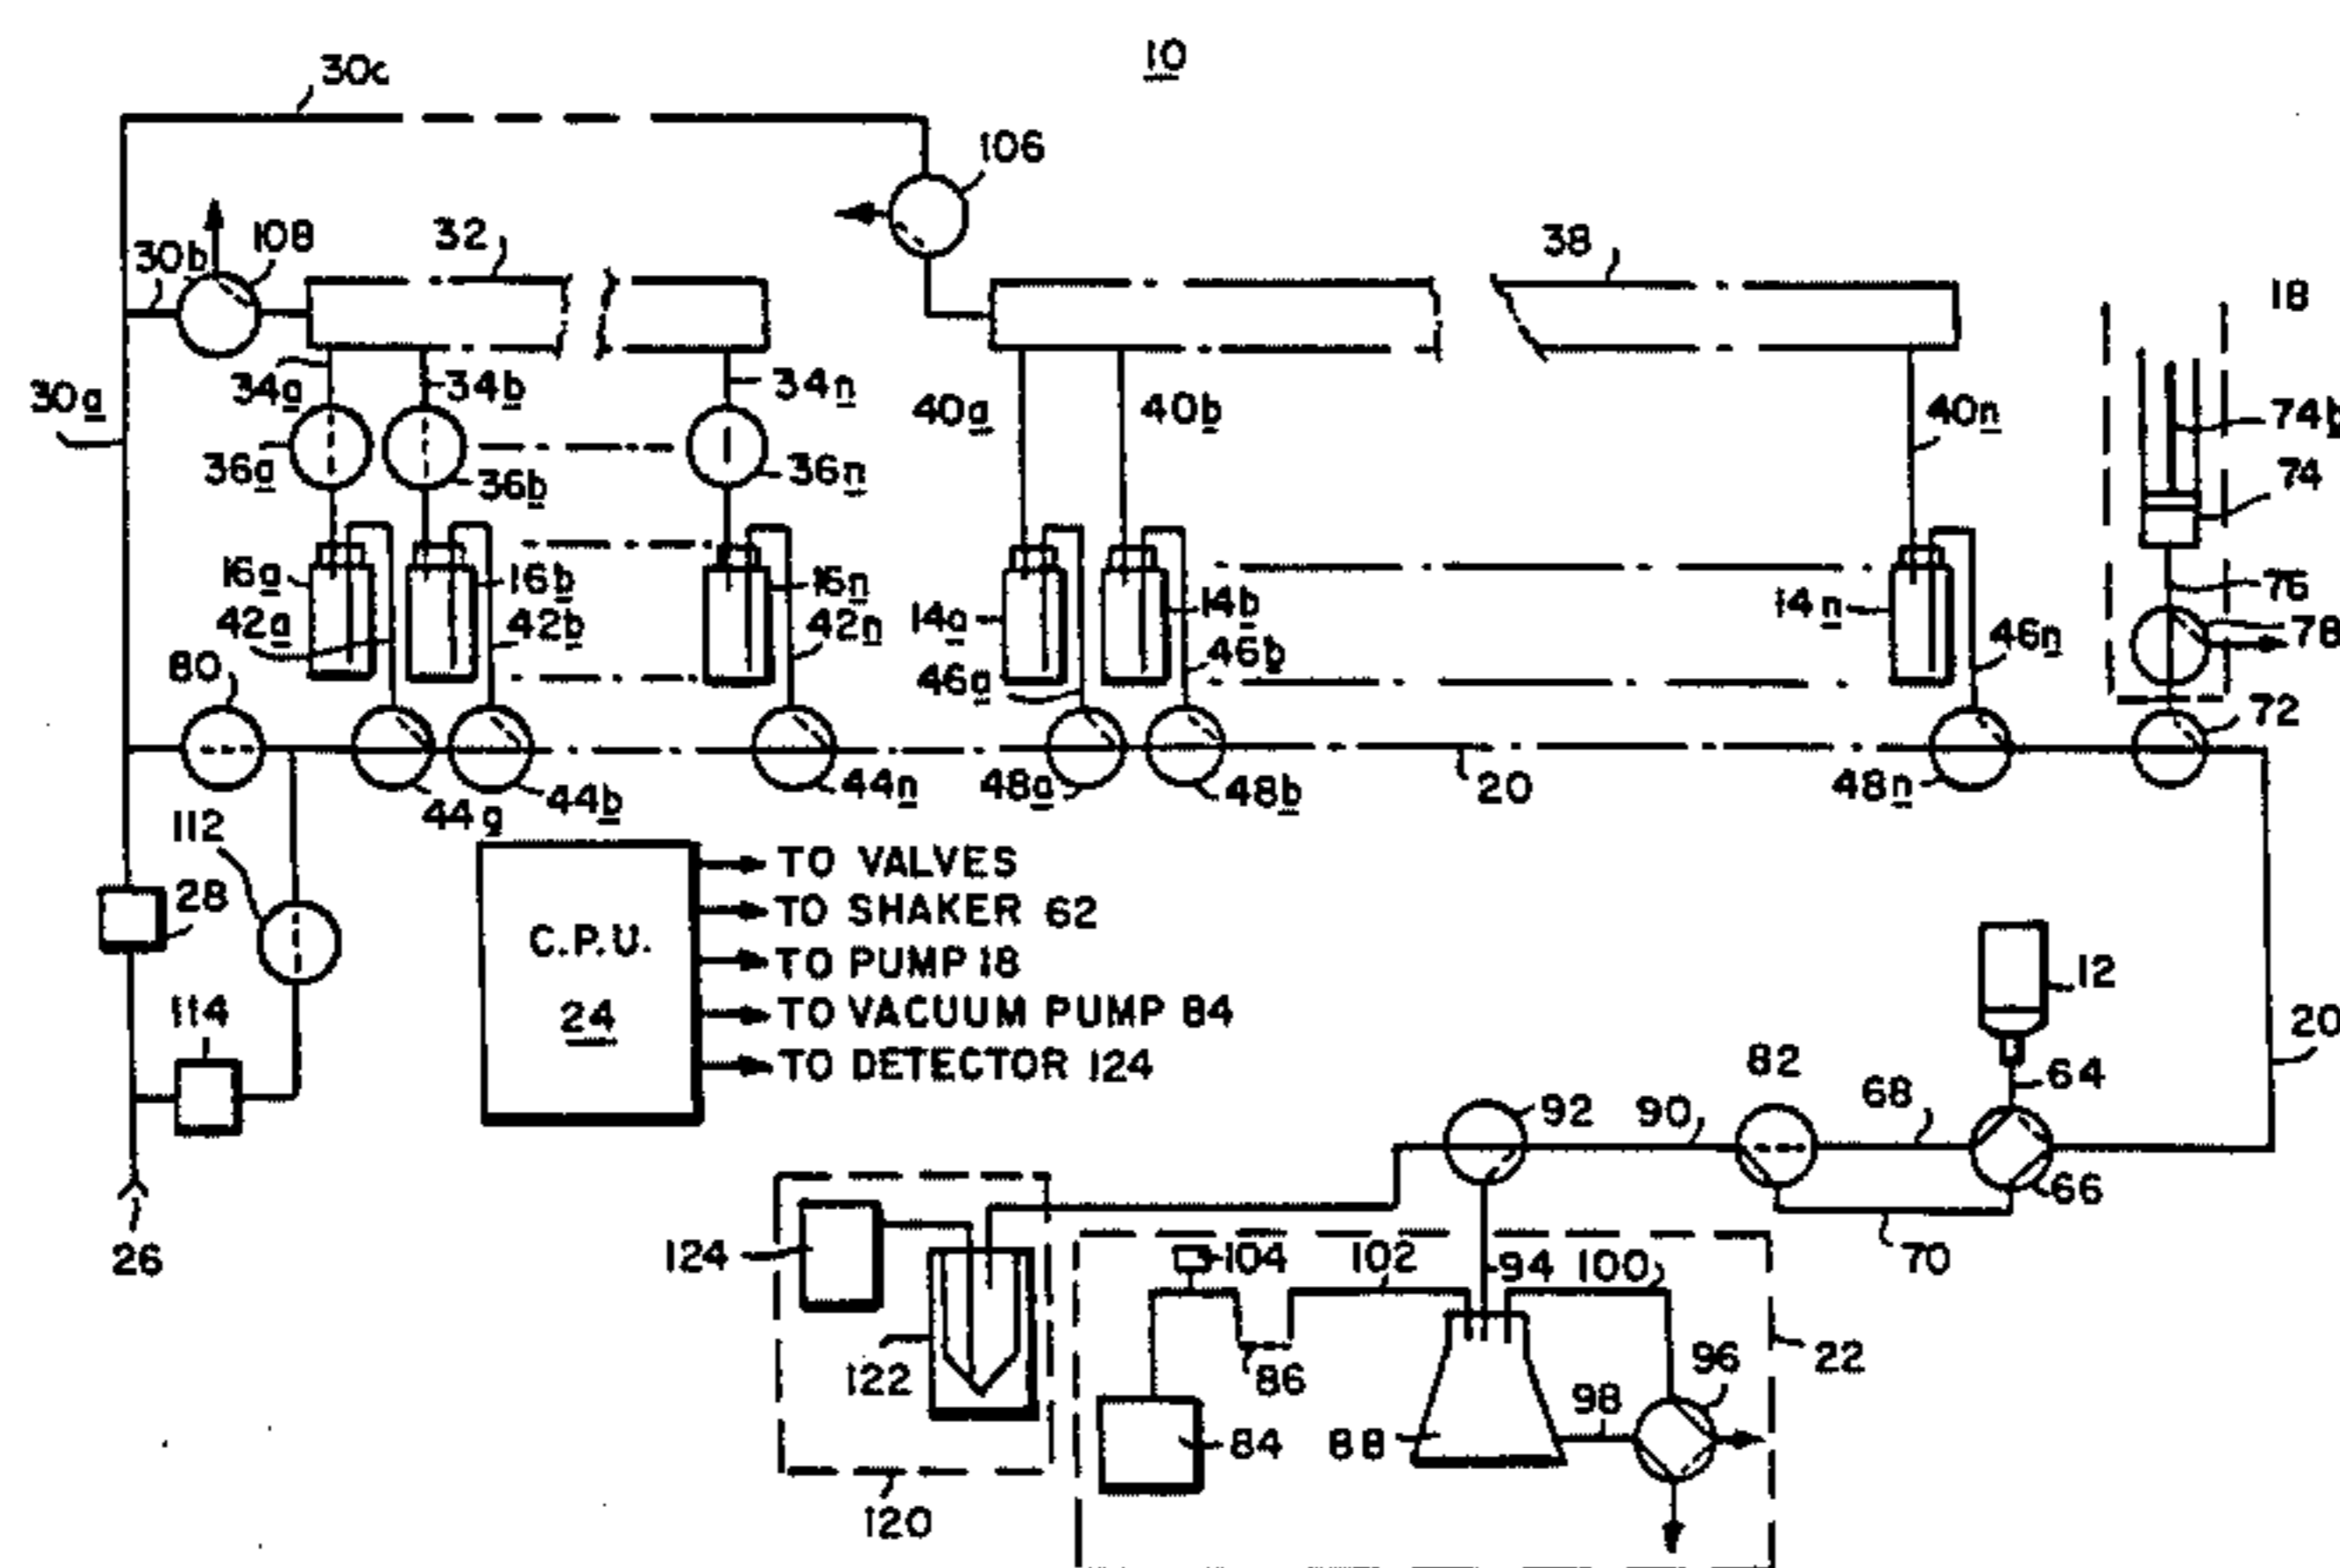 10
30c
106
30b
108
32
38
18
30a
34a
34b
34n
40a
40b
40n
74b
36a
36b
36n
74
16a
16b
16n
14a
14b
14n
76
42a
42b
42n
46a
46b
46n
78
80
72
44a
44b
44n
48a
48b
20
48n
112
28
114
26
C.P.U.
24
TO VALVES
TO SHAKER 62
TO PUMP 18
TO VACUUM PUMP 84
TO DETECTOR 124
12
20
82
64
92
90
68
66
70
124
104
102
94
100
122
86
22
96
98
84
88
120